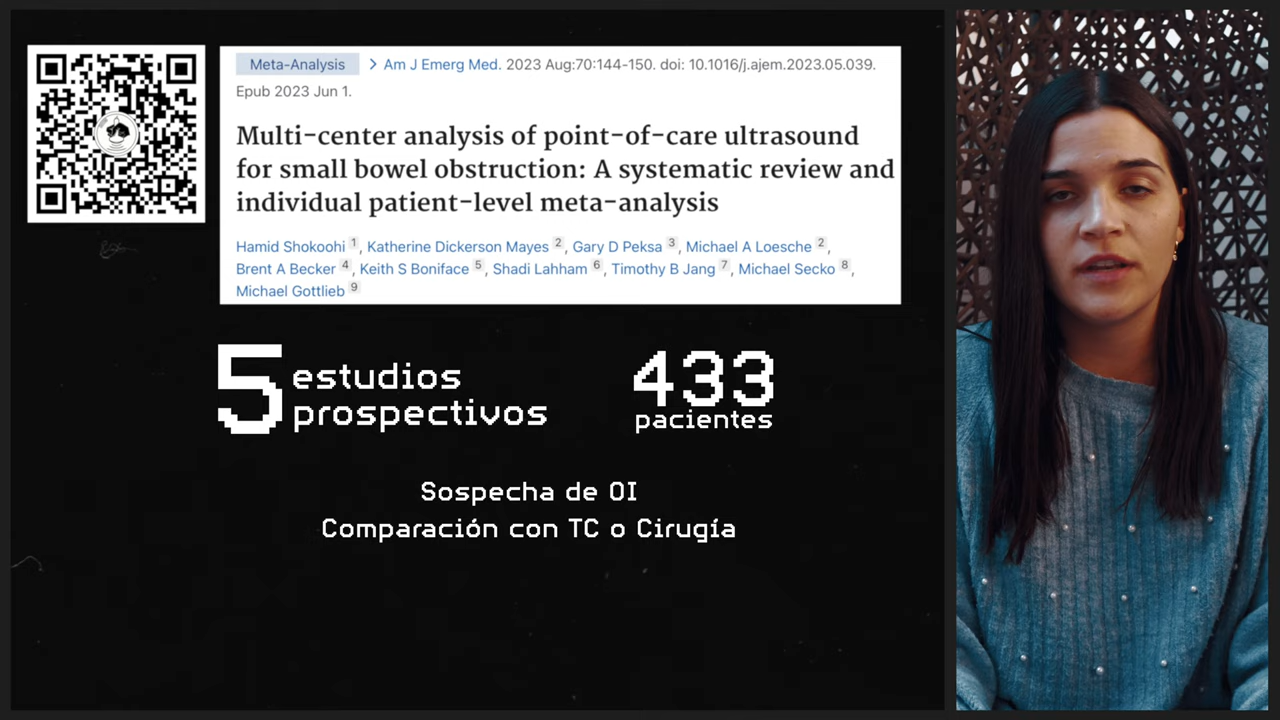 Meta-Analysis > Am J Emerg Med. 2023 Aug:70:144-150. doi: 10.1016/j.ajem.2023.05.039.
Epub 2023 Jun 1.
Multi-center analysis of point-of-care ultrasound
for small bowel obstruction: A systematic review and
individual patient-level meta-analysis
Hamid Shokoohi 1, Katherine Dickerson Mayes 2, Gary D Peksa 3, Michael A Loesche 2,
Brent A Becker 4, Keith S Boniface 5, Shadi Lahham 6, Timothy B Jang 7, Michael Secko 8,
Michael Gottlieb 9
5 estudios
prospectivos
433
pacientes
Sospecha de OI
Comparación con TC o Cirugía